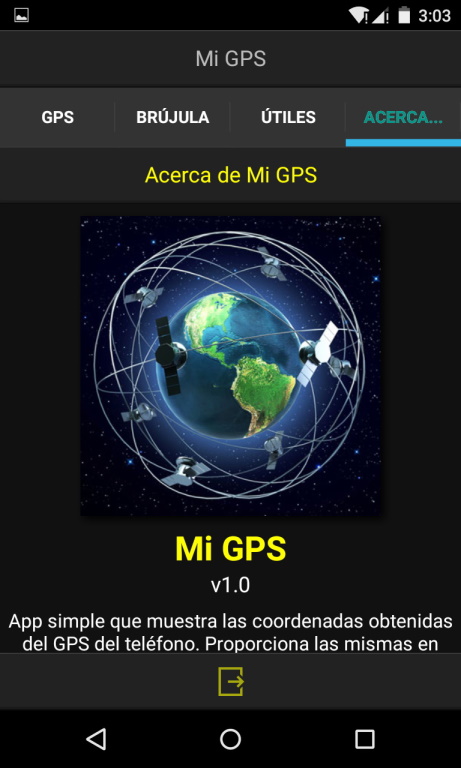 3:03
Mi GPS
GPS BRÚJULA ÚTILES ACERCA...
Acerca de Mi GPS
Mi GPS
v1.0
App simple que muestra las coordenadas obtenidas
del GPS del teléfono. Proporciona las mismas en